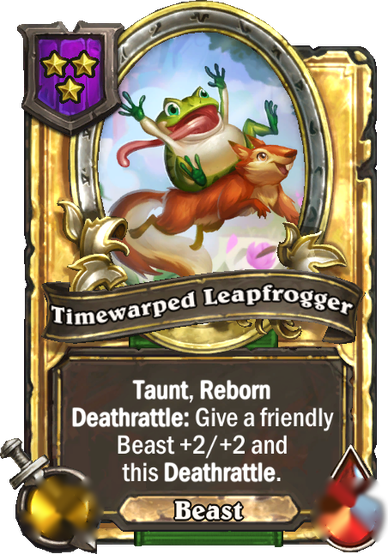 Timewarped Leapfrogger
Taunt, Reborn
Deathrattle: Give a friendly
Beast +2/+2 and
this Deathrattle.
Beast